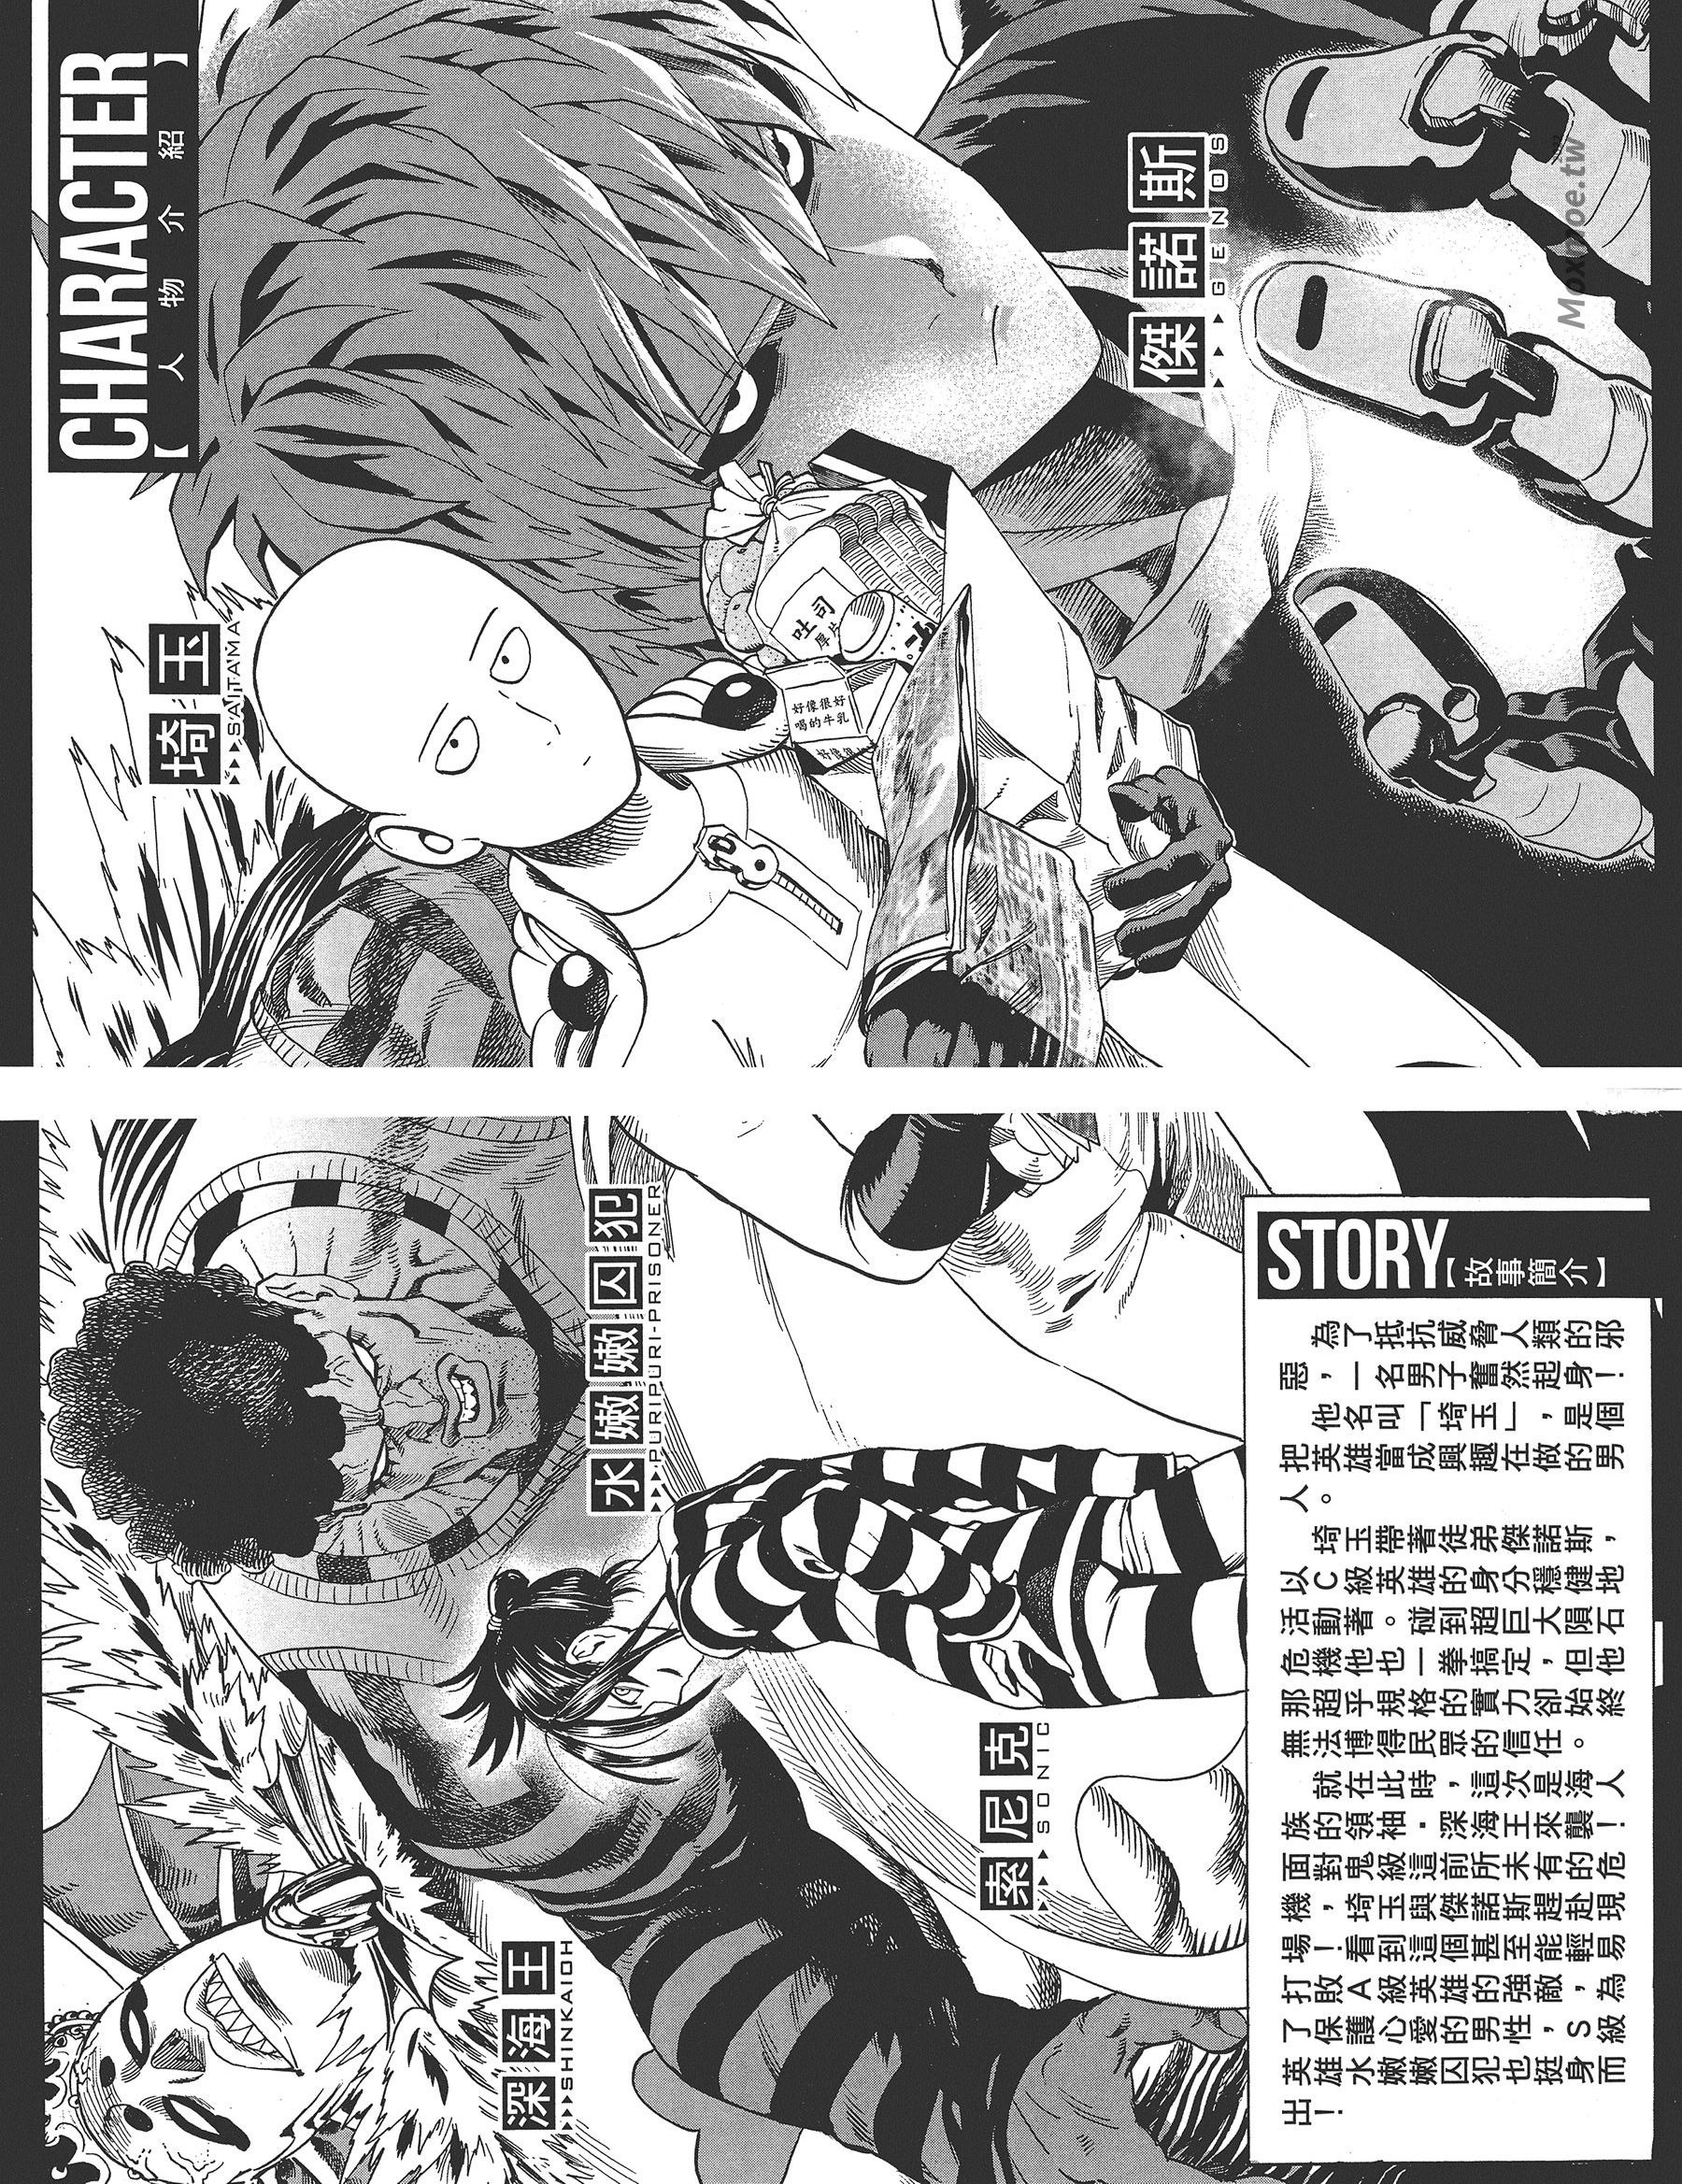 CHARACTER
【人物介紹】
傑諾斯
GENOS
埼玉
SAITAMA
吐司
厚片
好像很好
喝的牛乳
水嫩嫩囚犯
PURIPURI-PRISONER
索尼克
SONIC
深海王
SHINKAIOH
STORY【故事簡介】
為了抵抗威脅人類的邪
惡，一名男子奮然起身！
他名叫「埼玉」，是個
把英雄當成興趣在做的男
人。
埼玉帶著徒弟傑諾斯，
以C級英雄的身分穩健地
活動著。碰到超巨大隕石
危機他也一拳搞定，但他
那超乎規格的實力卻始終
無法博得民眾的信任。
就在此時，這次是海人
族的領袖．深海王來襲！
面對鬼級這前所未有的危
機，埼玉與傑諾斯趕赴現
場！看到這個甚至能輕易
打敗A級英雄的強敵，為
了保護心愛的男性，S級
英雄水嫩嫩囚犯也挺身而
出！
Moxmoe.tw